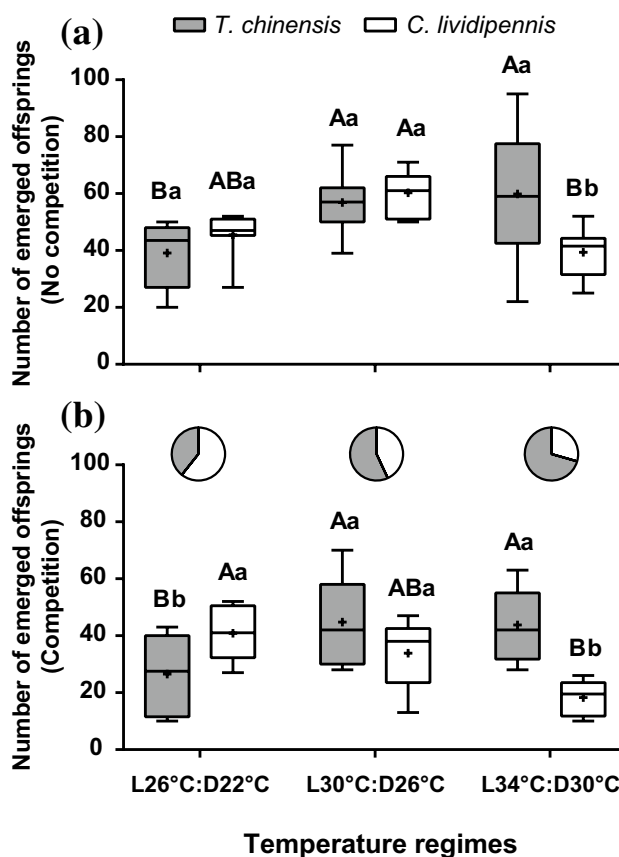 (a) T. chinensis C. lividipennis
Number of emerged offsprings
(No competition)
100
80
60
40
20
0
Ba ABa Aa Aa Aa Bb
(b)
Number of emerged offsprings
(Competition)
100
80
60
40
20
0
Bb Aa Aa ABa Aa Bb
L26°C:D22°C L30°C:D26°C L34°C:D30°C
Temperature regimes